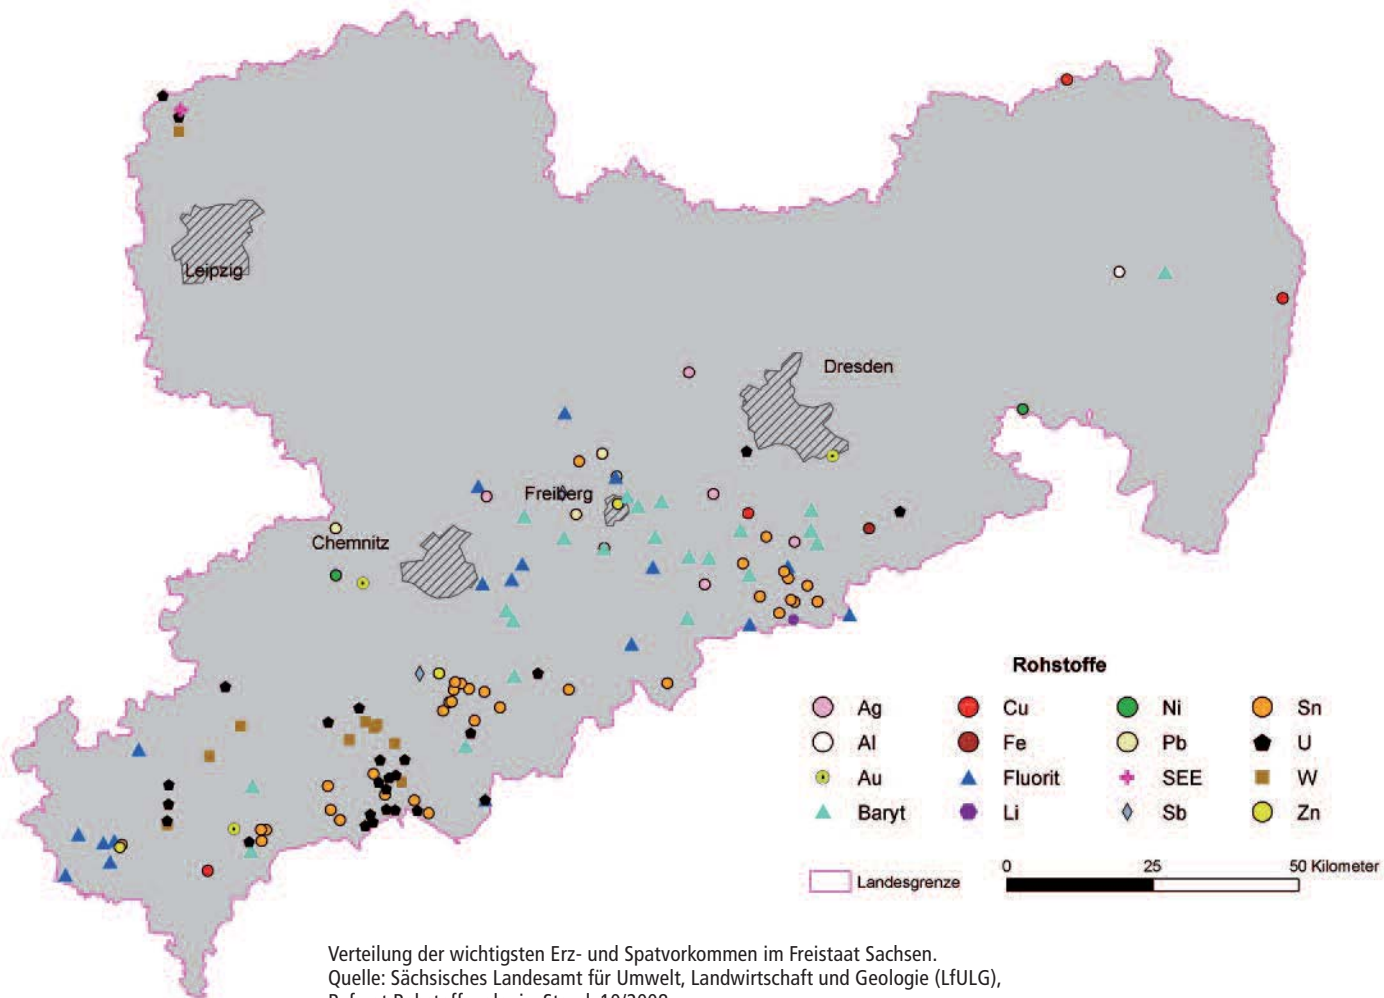 Leipzig
Dresden
Freiberg
Chemnitz
Rohstoffe
Ag Cu Ni Sn
Al Fe Pb U
Au Fluorit SEE W
Baryt Li Sb Zn
Landesgrenze
0 25 50 Kilometer
Verteilung der wichtigsten Erz- und Spatvorkommen im Freistaat Sachsen.
Quelle: Sächsisches Landesamt für Umwelt, Landwirtschaft und Geologie (LfULG),